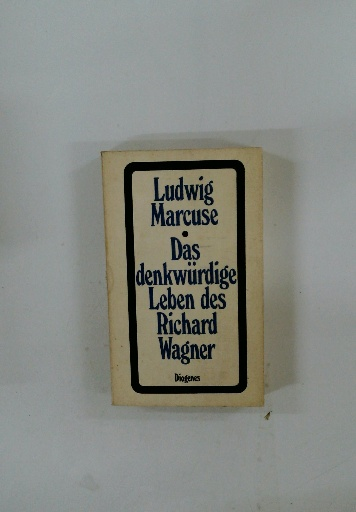 Ludwig
Marcuse
•
Das
denkwürdige
Leben des
Richard
Wagner
Diogenes